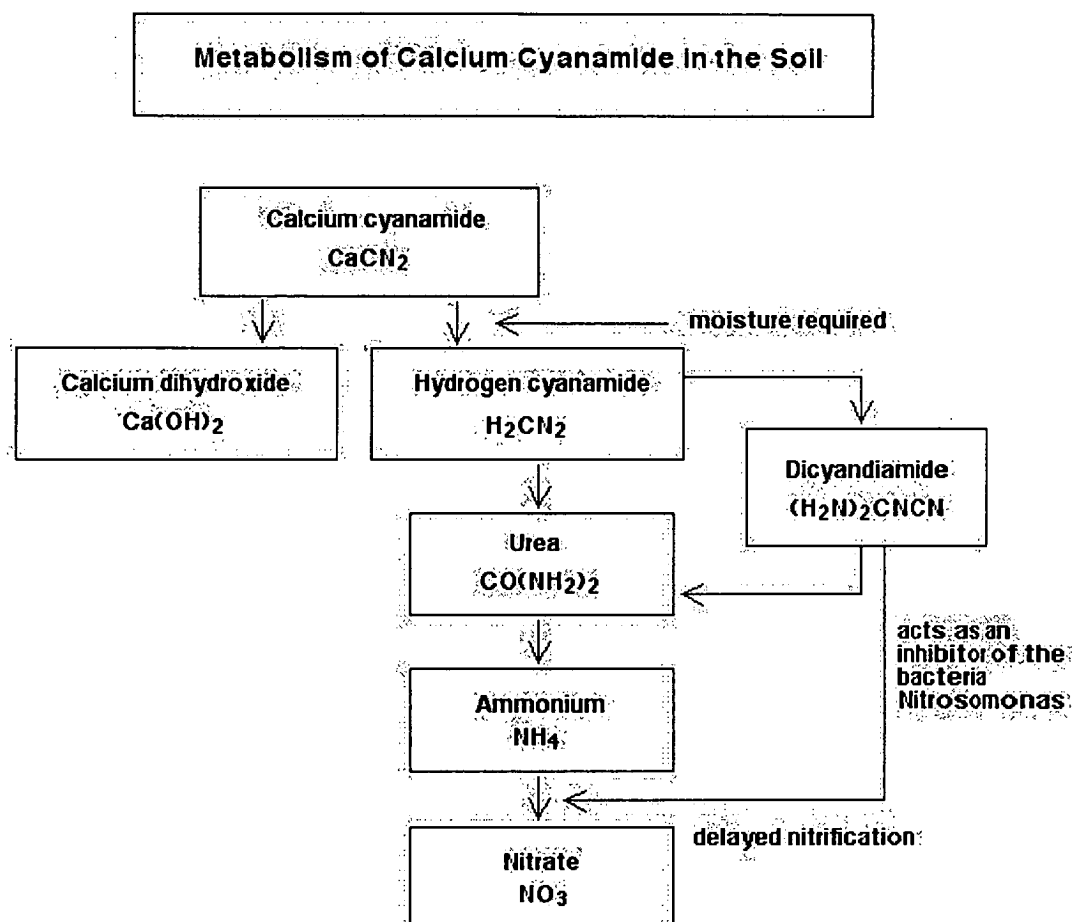 Metabolism of Calcium Cyanamide in the Soil
Calcium cyanamide
CaCN2
moisture required
Calcium dihydroxide
Ca(OH)2
Hydrogen cyanamide
H2CN2
Dicyandiamide
(H2N)2CNCN
Urea
CO(NH2)2
acts as an
inhibitor of the
bacteria
Nitrosomonas
Ammonium
NH4
delayed nitrification
Nitrate
NO3